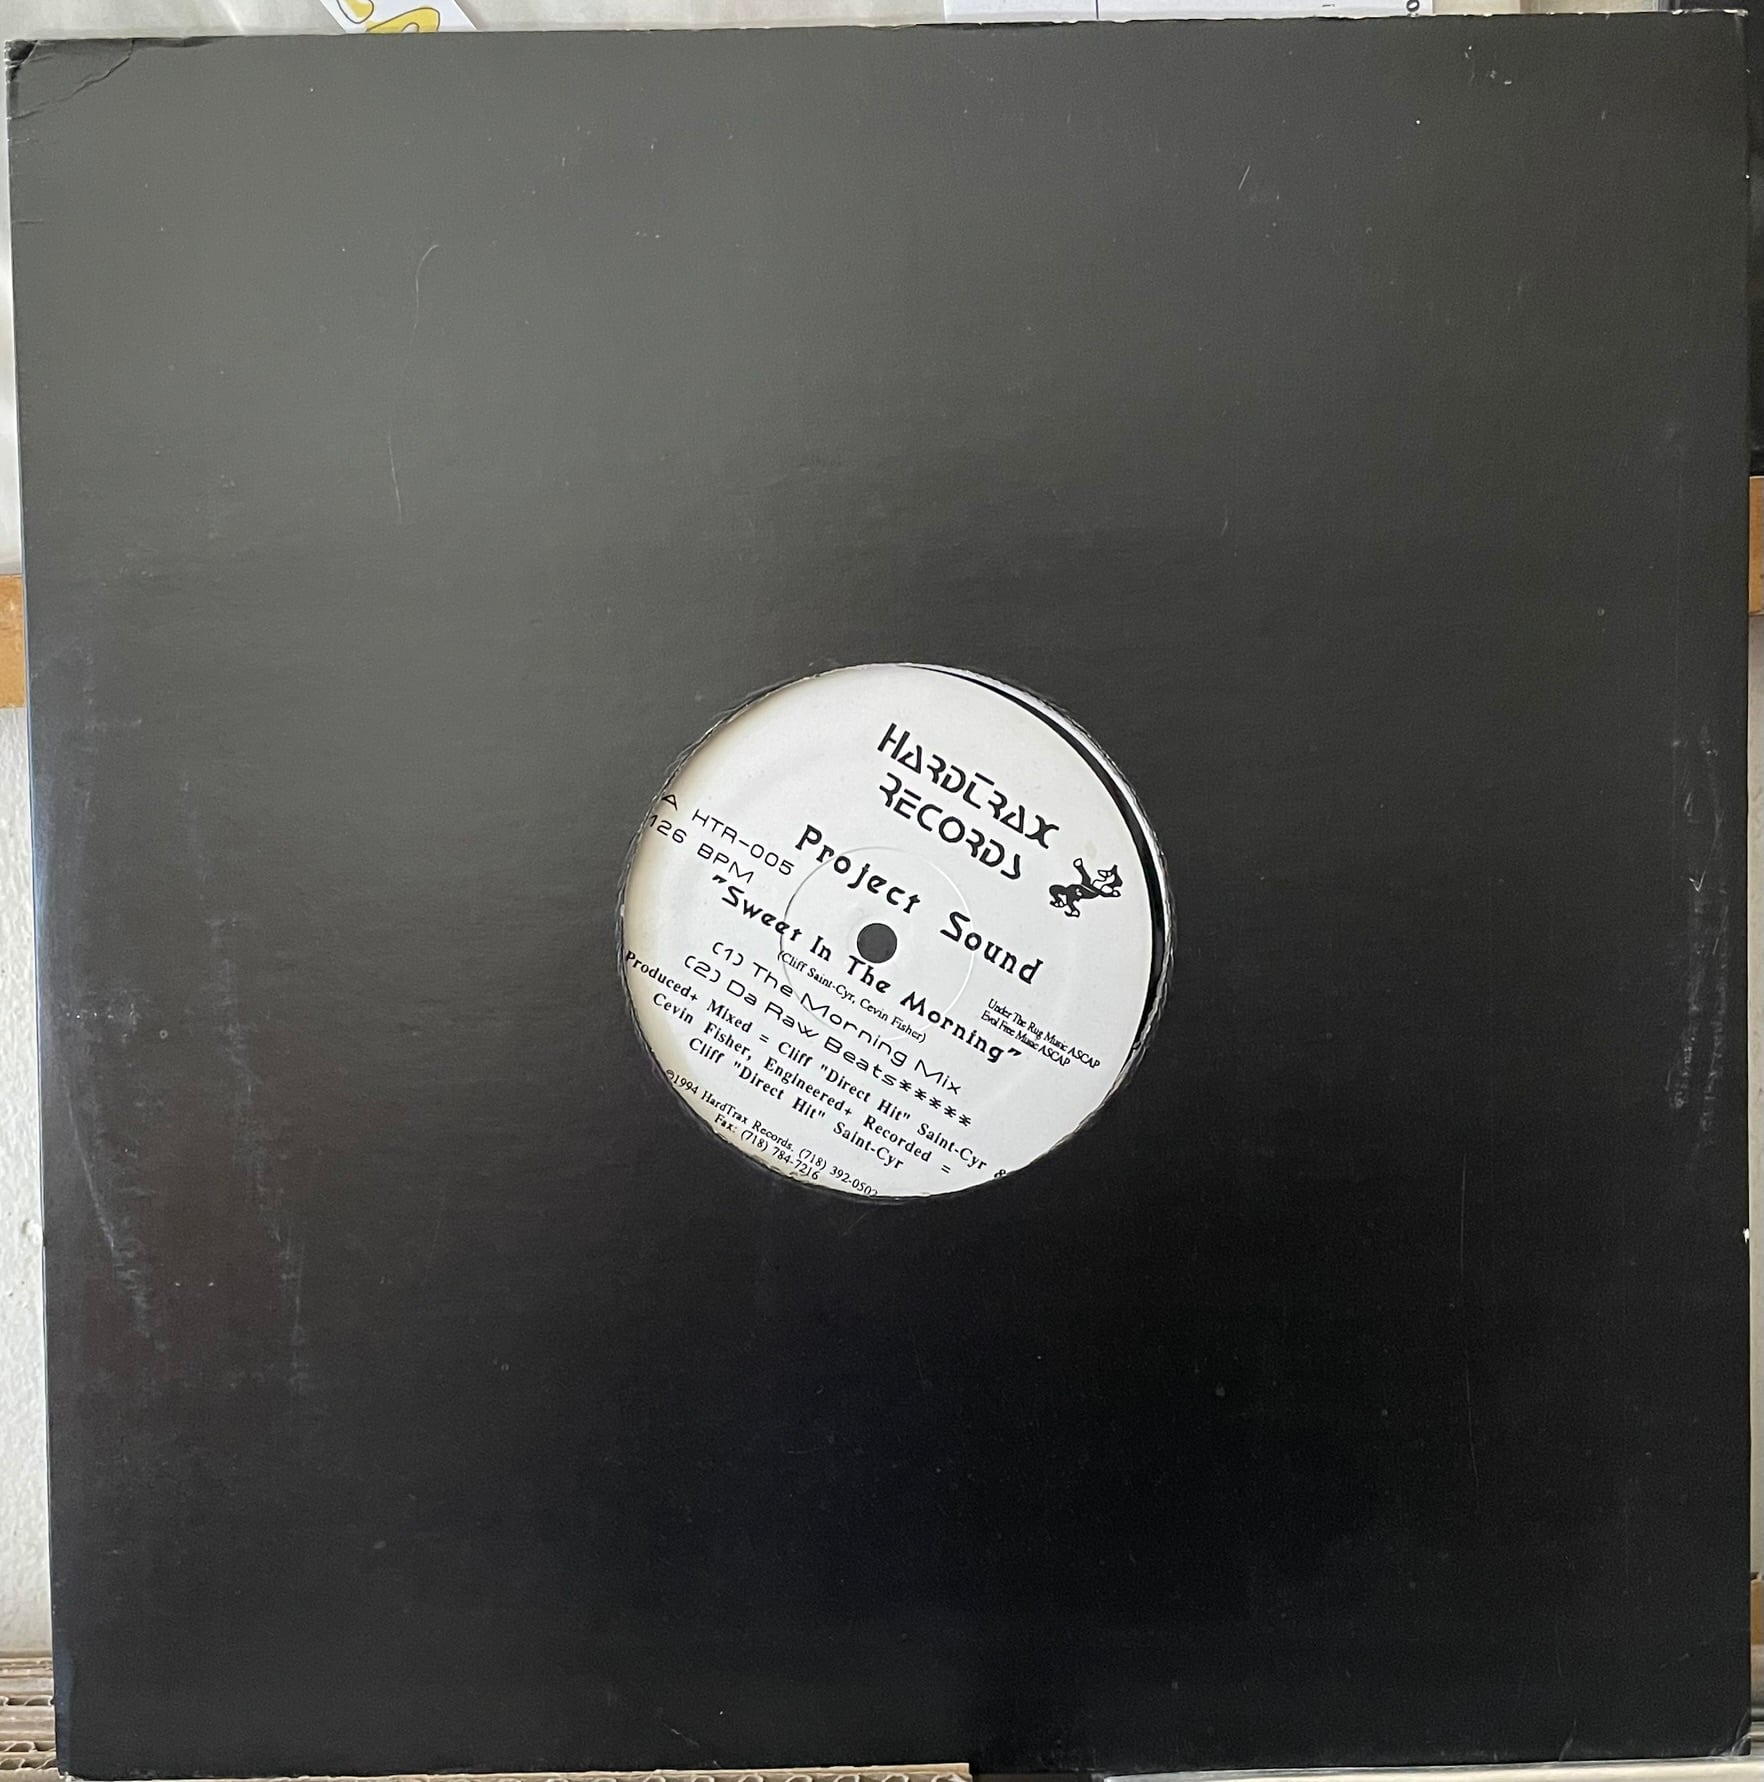 HardTrax
Records
A HTR-005
126 BPM
Project Sound
"Sweet In The Morning"
(Cliff Saint-Cyr, Cevin Fisher)
Under The Rug Music ASCAP
Evol Free Music ASCAP
(1) The Morning Mix
(2) Da Raw Beats*****
Produced+ Mixed = Cliff "Direct Hit" Saint-Cyr &
Cevin Fisher, Engineered+ Recorded =
Cliff "Direct Hit" Saint-Cyr
©1994 HardTrax Records. (718) 392-0502
Fax: (718) 784-7216